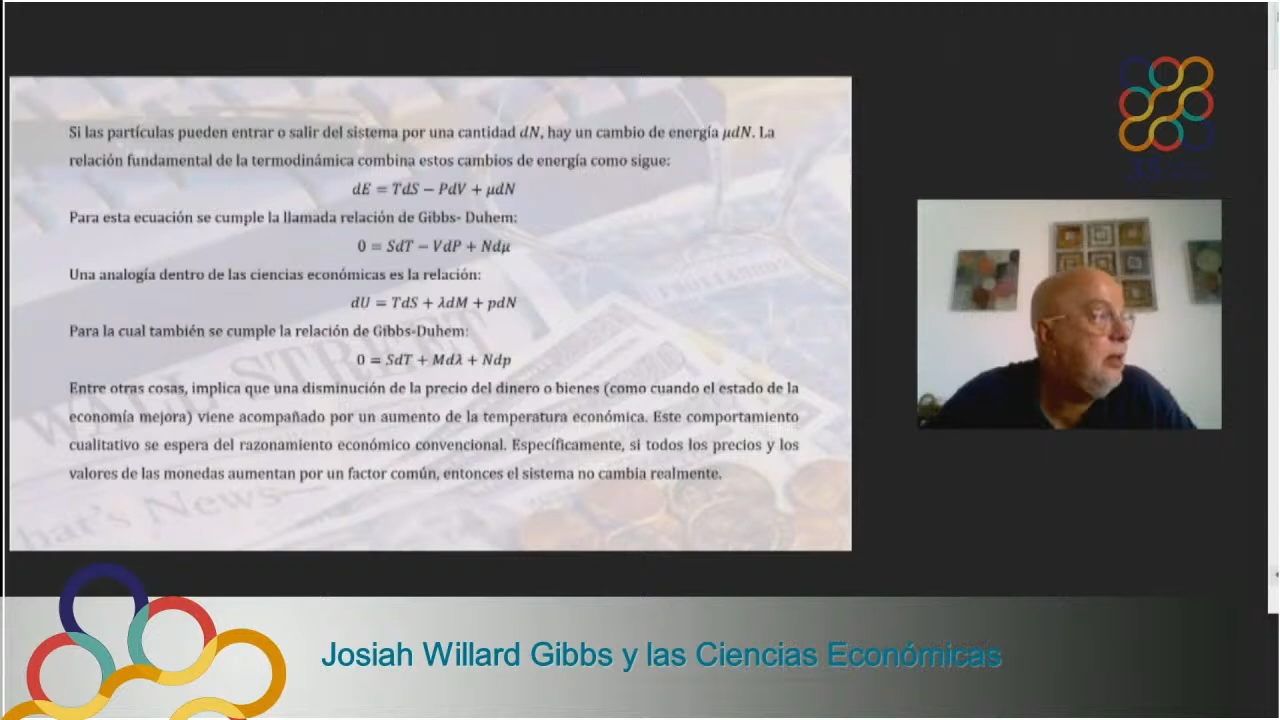 Si las partículas pueden entrar o salir del sistema por una cantidad dN, hay un cambio de energía μdN. La
relación fundamental de la termodinámica combina estos cambios de energía como sigue:
dE = TdS − PdV + μdN
Para esta ecuación se cumple la llamada relación de Gibbs- Duhem:
0 = SdT − VdP + Ndμ
Una analogía dentro de las ciencias económicas es la relación:
dU = TdS + λdM + pdN
Para la cual también se cumple la relación de Gibbs-Duhem:
0 = SdT + Mdλ + Ndp
Entre otras cosas, implica que una disminución de la precio del dinero o bienes (como cuando el estado de la
economía mejora) viene acompañado por un aumento de la temperatura económica. Este comportamiento
cualitativo se espera del razonamiento económico convencional. Específicamente, si todos los precios y los
valores de las monedas aumentan por un factor común, entonces el sistema no cambia realmente.
WALL STREET
hat's News
Josiah Willard Gibbs y las Ciencias Económicas